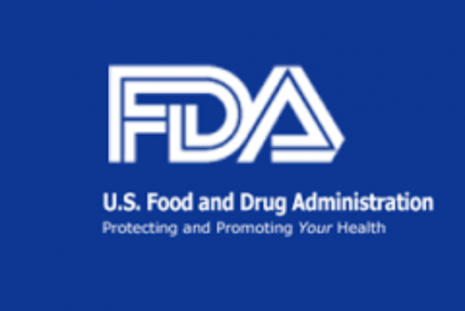 FDA
U.S. Food and Drug Administration
Protecting and Promoting Your Health